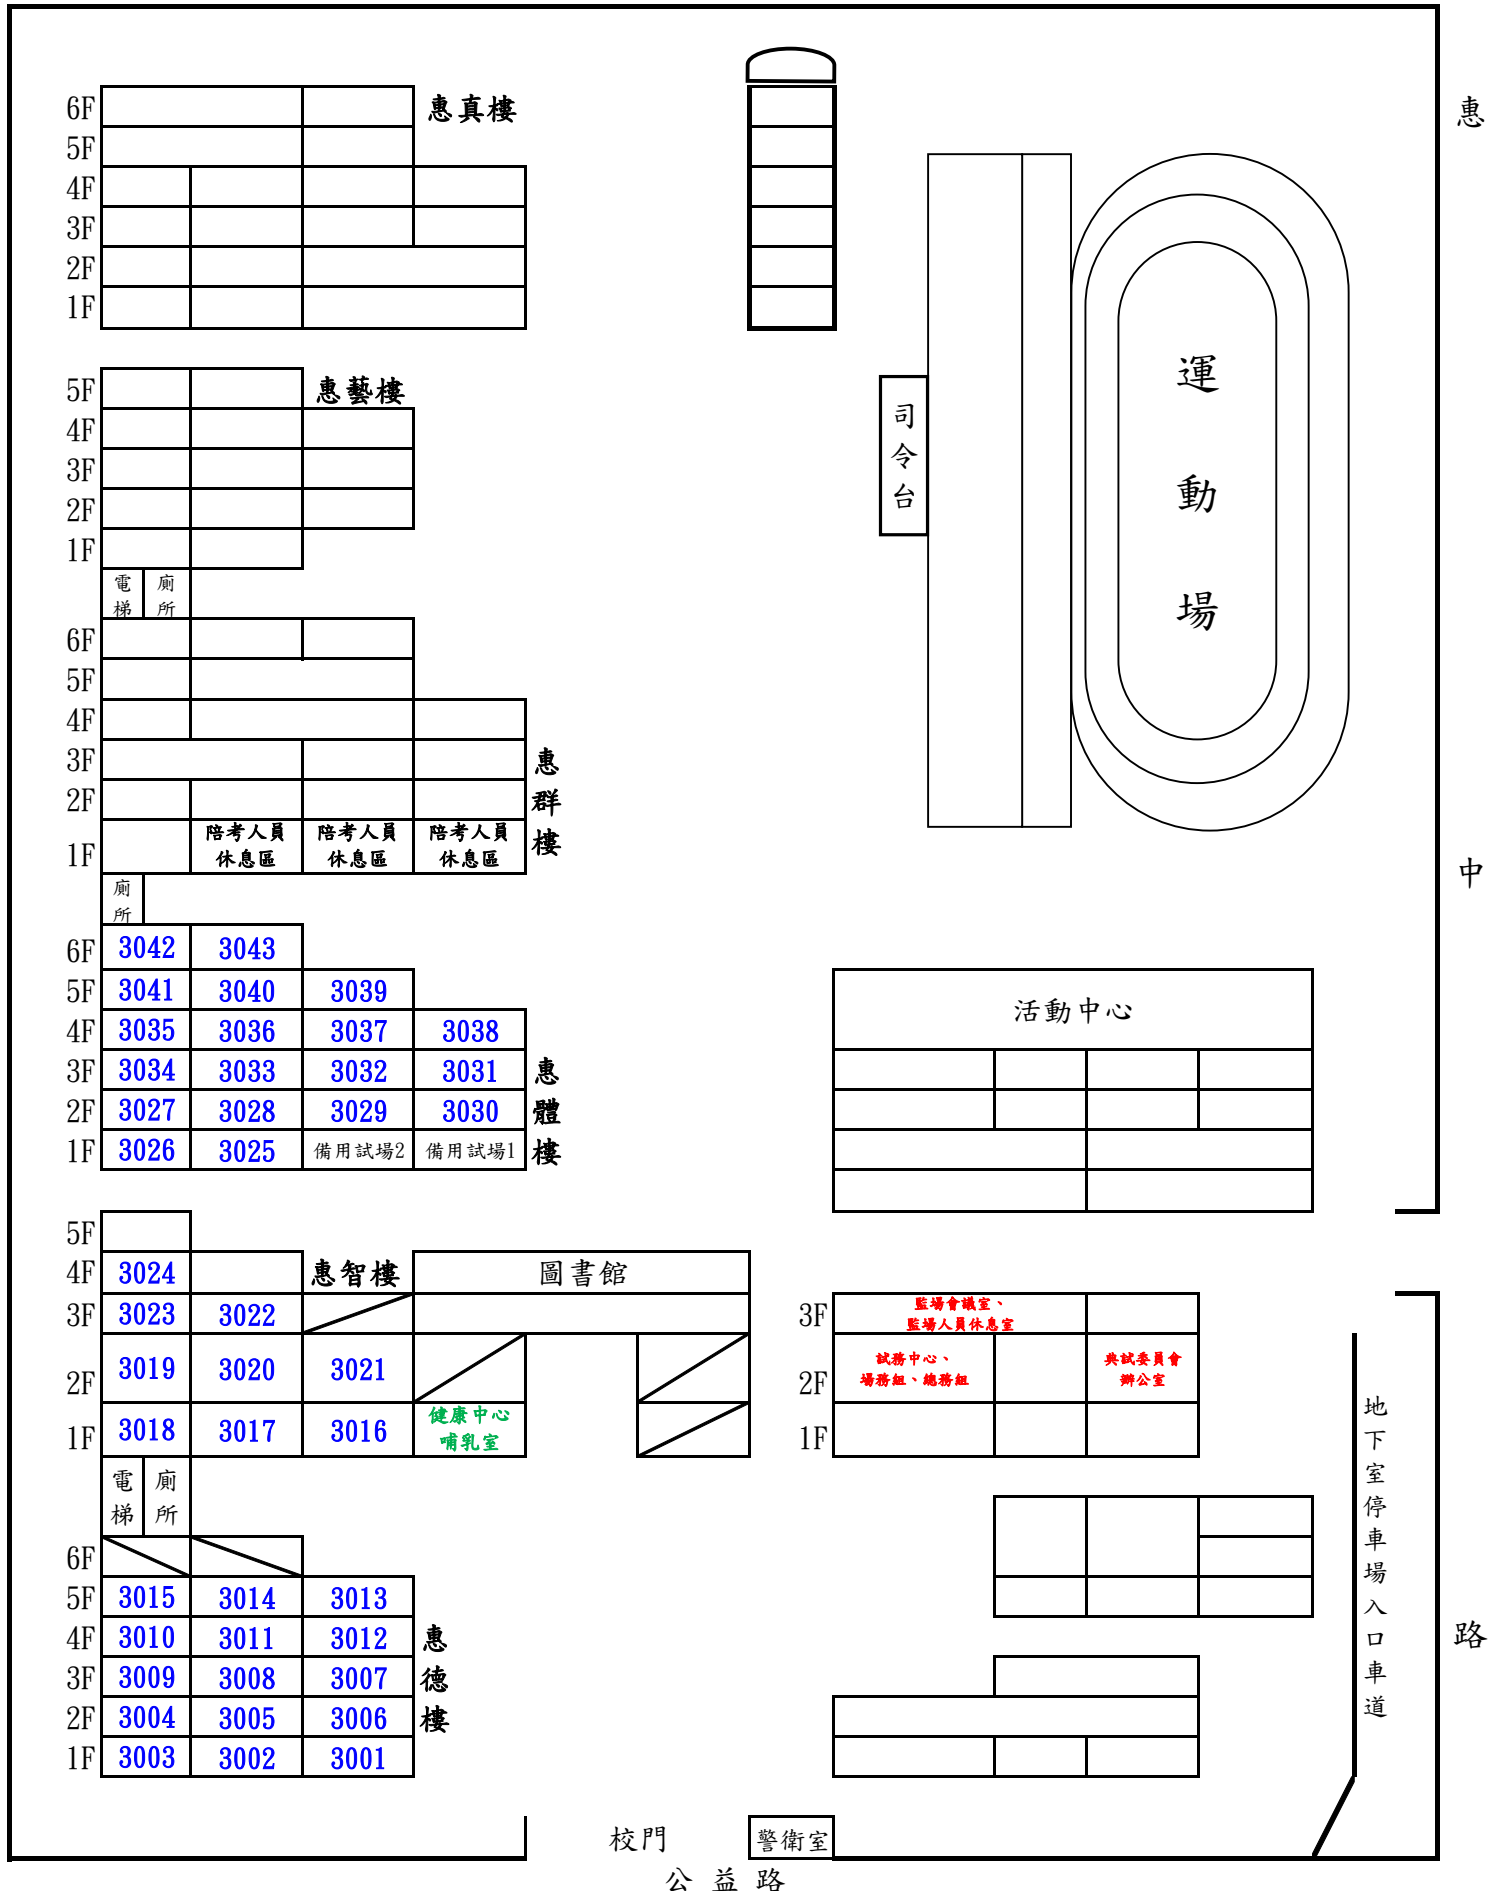 惠
中
路
6F 惠真樓
5F
4F
3F
2F
1F
運動場
司令台
5F 惠藝樓
4F
3F
2F
1F
電梯 廁所
6F
5F
4F
3F
2F
1F
惠群樓
陪考人員 陪考人員 陪考人員
休息區 休息區 休息區
廁所
6F 3042 3043
5F 3041 3040 3039
4F 3035 3036 3037 3038
3F 3034 3033 3032 3031
2F 3027 3028 3029 3030
1F 3026 3025 備用試場2 備用試場1
惠體樓
活動中心
5F
4F 3024 惠智樓 圖書館
3F 3023 3022
2F 3019 3020 3021
1F 3018 3017 3016 健康中心
哺乳室
3F 監場會議室、
監場人員休息室
2F 試務中心、
場務組、總務組
典試委員會
辦公室
1F
電梯 廁所
6F
5F 3015 3014 3013
4F 3010 3011 3012
3F 3009 3008 3007
2F 3004 3005 3006
1F 3003 3002 3001
惠德樓
地下室停車場入口車道
校門 警衛室
公益路